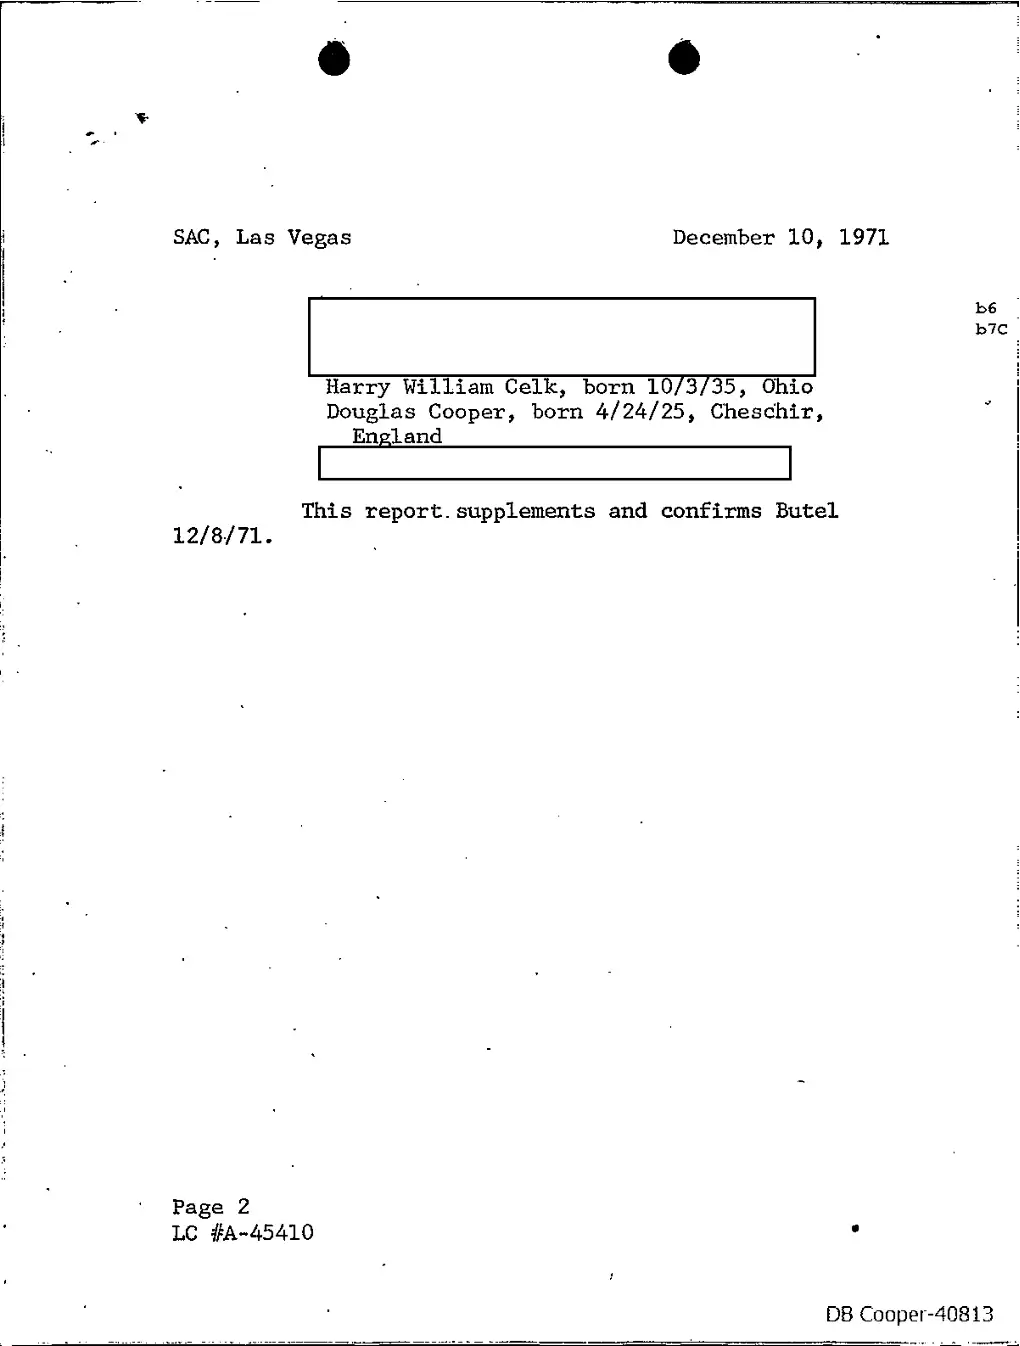 SAC, Las Vegas December 10, 1971
b6
b7C
Harry William Celk, born 10/3/35, Ohio
Douglas Cooper, born 4/24/25, Cheschir,
England
This report supplements and confirms Butel
12/8/71.
Page 2
LC #A-45410
DB Cooper-40813